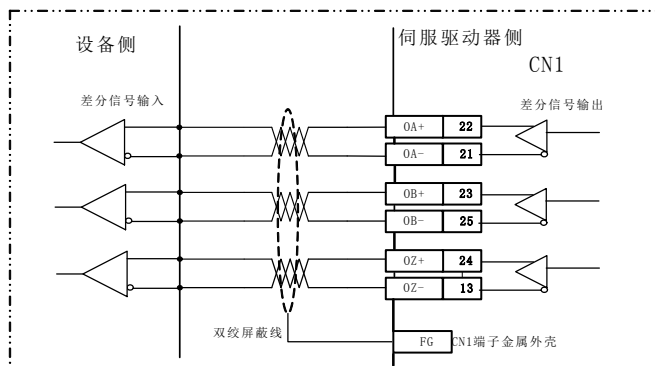 设备侧
伺服驱动器侧
CN1
差分信号输入
差分信号输出
OA+ 22
OA- 21
OB+ 23
OB- 25
OZ+ 24
OZ- 13
双绞屏蔽线
FG CN1端子金属外壳